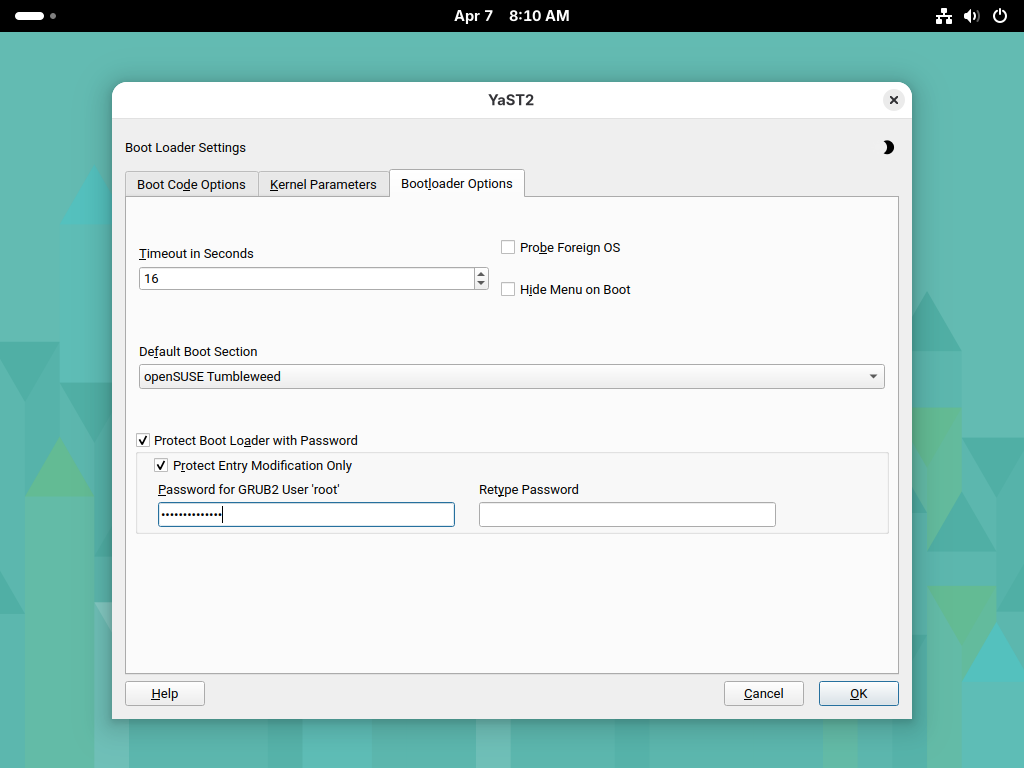 Apr 7 8:10 AM
YaST2
Boot Loader Settings
Boot Code Options Kernel Parameters Bootloader Options
Timeout in Seconds
16
Probe Foreign OS
Hide Menu on Boot
Default Boot Section
openSUSE Tumbleweed
Protect Boot Loader with Password
Protect Entry Modification Only
Password for GRUB2 User 'root' Retype Password
••••••••••••••
Help Cancel OK